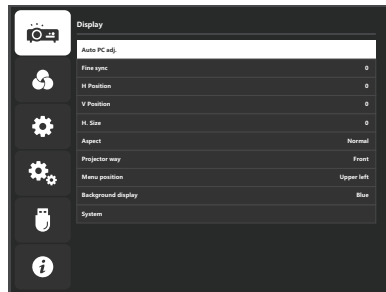 Display
Auto PC adj.
Fine sync 0
H Position 0
V Position 0
H. Size 0
Aspect Normal
Projector way Front
Menu position Upper left
Background display Blue
System